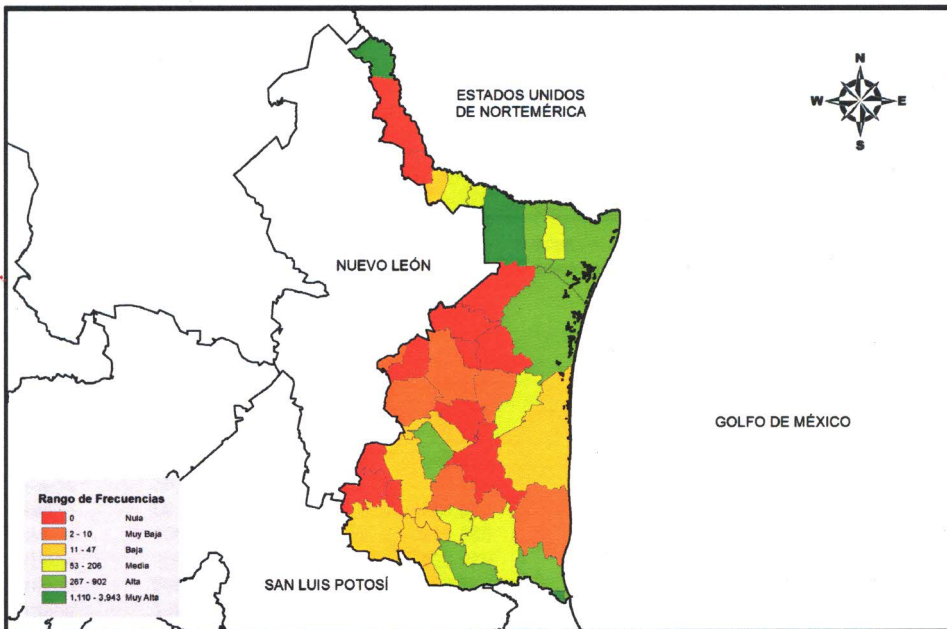 N
W E
S
ESTADOS UNIDOS
DE NORTEMÉRICA
NUEVO LEÓN
GOLFO DE MÉXICO
SAN LUIS POTOSÍ
Rango de Frecuencias
0 Nula
2 - 10 Muy Baja
11 - 47 Baja
53 - 206 Media
267 - 902 Alta
1,110 - 3,943 Muy Alta